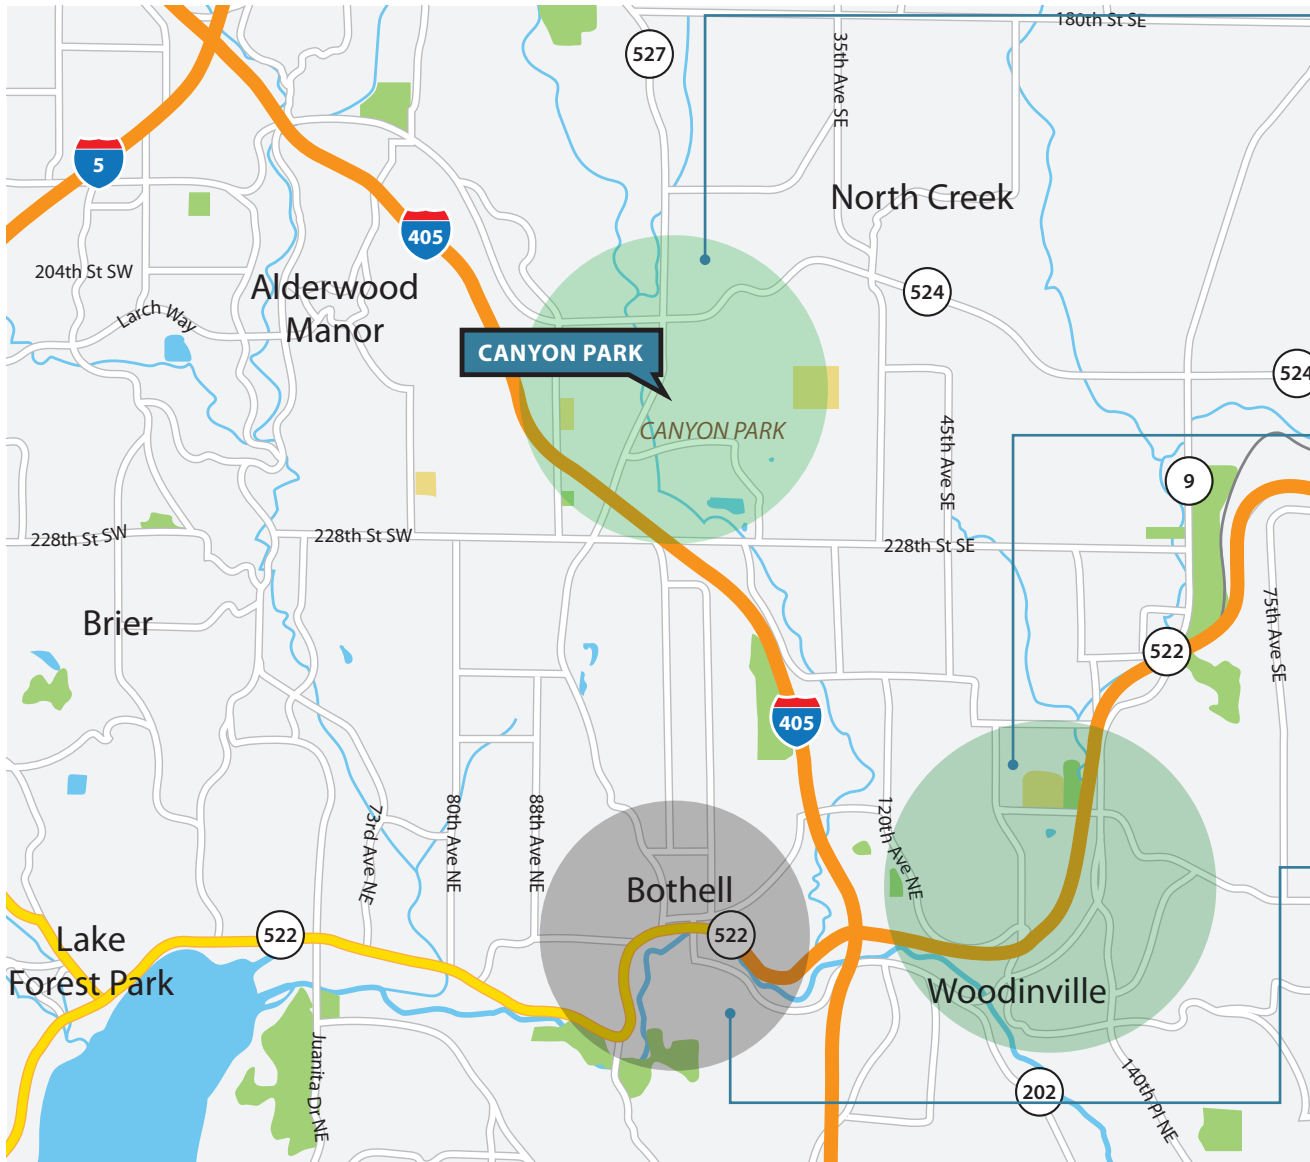 180th St SE
527
35th Ave SE
5
North Creek
405
204th St SW
Alderwood
Manor
524
Larch Way
CANYON PARK
524
CANYON PARK
45th Ave SE
9
228th St SW
228th St SW
228th St SE
Brier
75th Ave SE
522
405
73rd Ave NE
80th Ave NE
88th Ave NE
120th Ave NE
Bothell
522
522
Lake
Forest Park
Woodinville
Juanita Dr NE
202
140th Pl NE